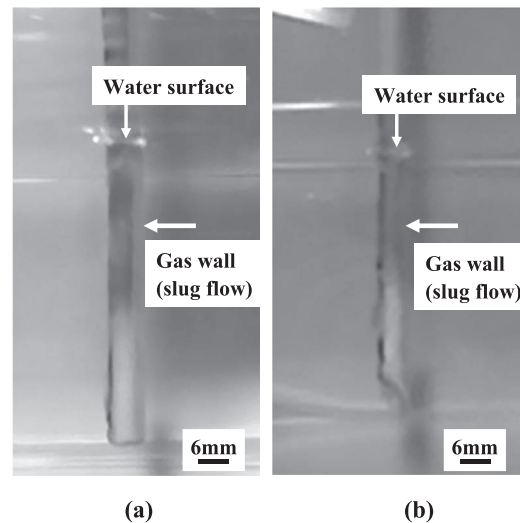 Water surface
Gas wall
(slug flow)
6mm
(a)
Water surface
Gas wall
(slug flow)
6mm
(b)